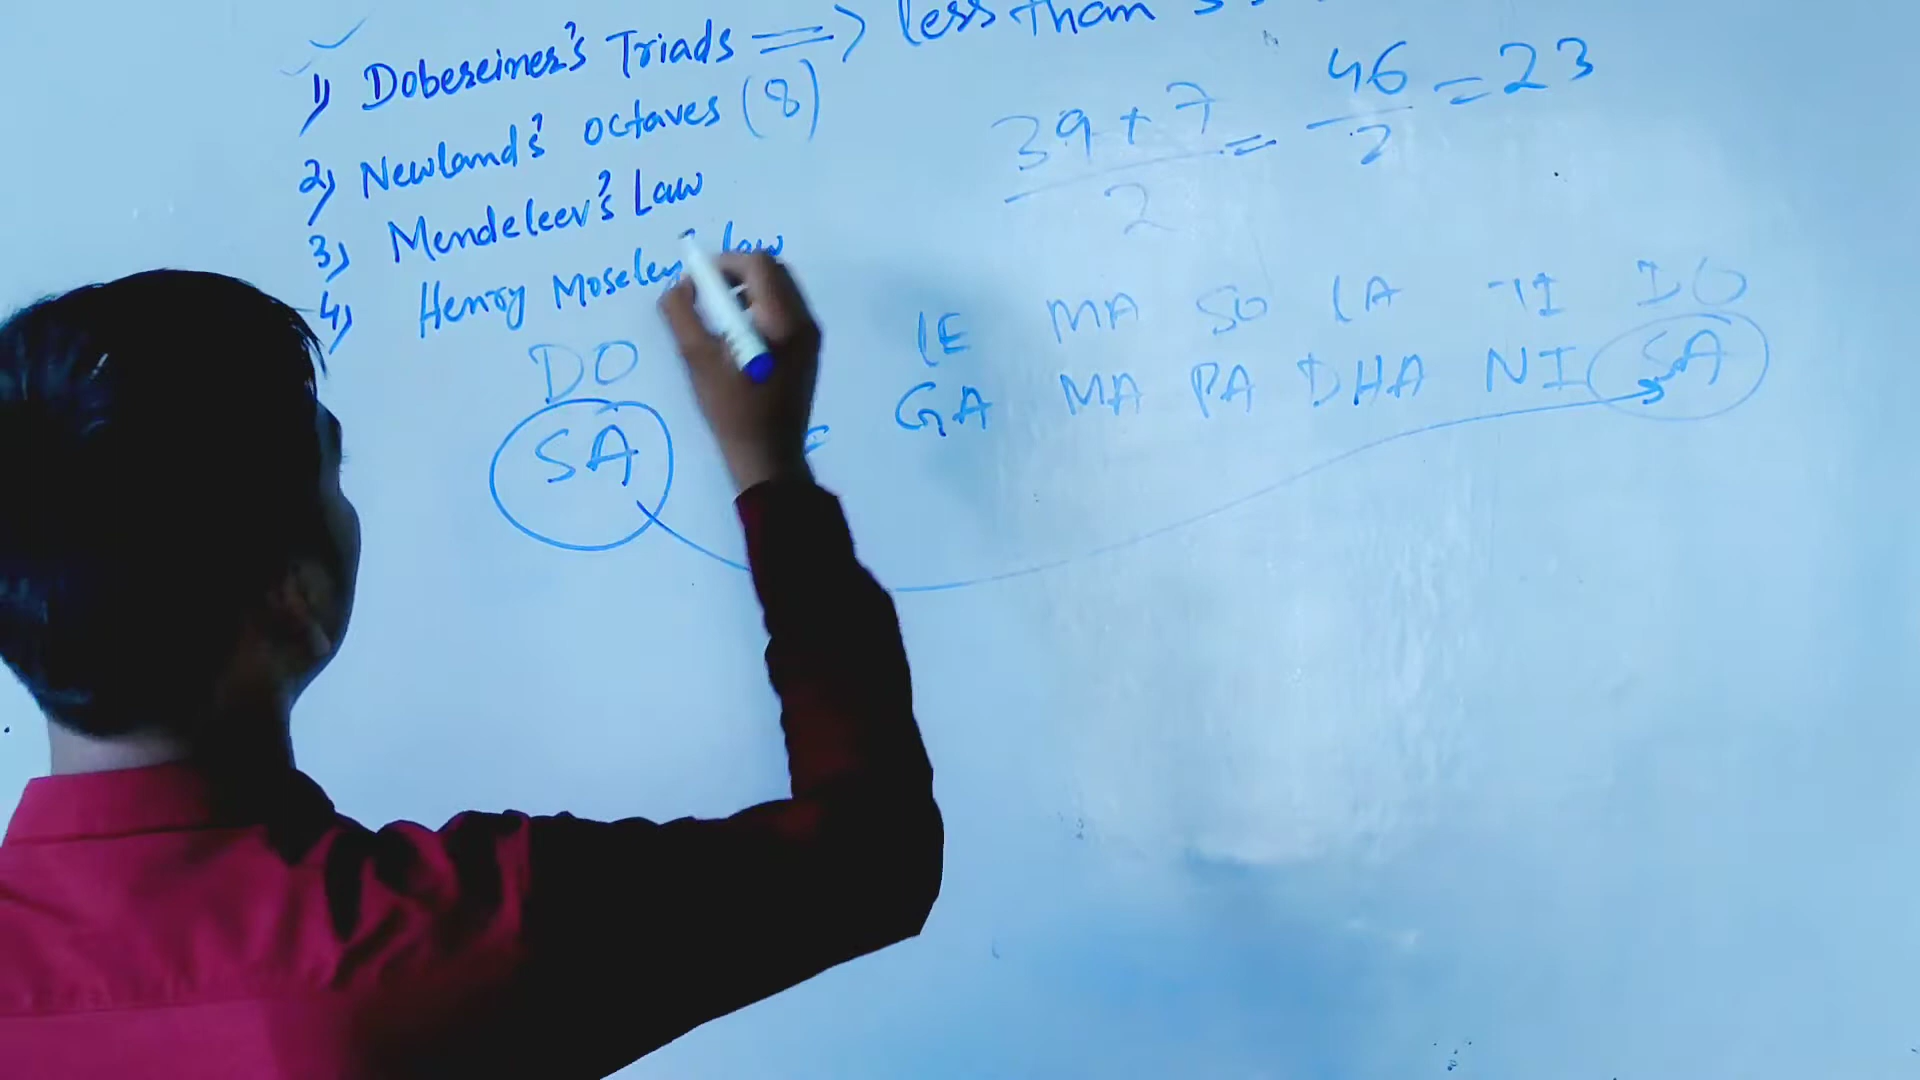 1) Dobereiner's Triads => less than
2) Newland's octaves (8)
3) Mendeleev's Law
4) Henry Moseley law
39+7 / 2 = 46 / 2 = 23
DO LE MA SO LA TI DO
SA GA MA PA DHA NI SA